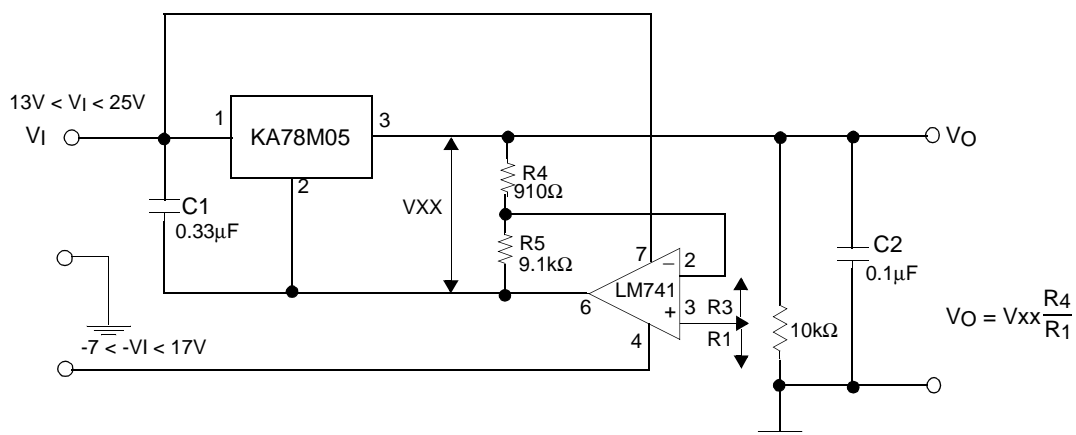 13V < VI < 25V
VI
1
KA78M05
3
2
VO
C1
0.33μF
VXX
R4
910Ω
R5
9.1kΩ
7
–
2
LM741
6
+
3
4
R3
R1
10kΩ
C2
0.1μF
VO = VXX R4/R1
-7 < -VI < 17V